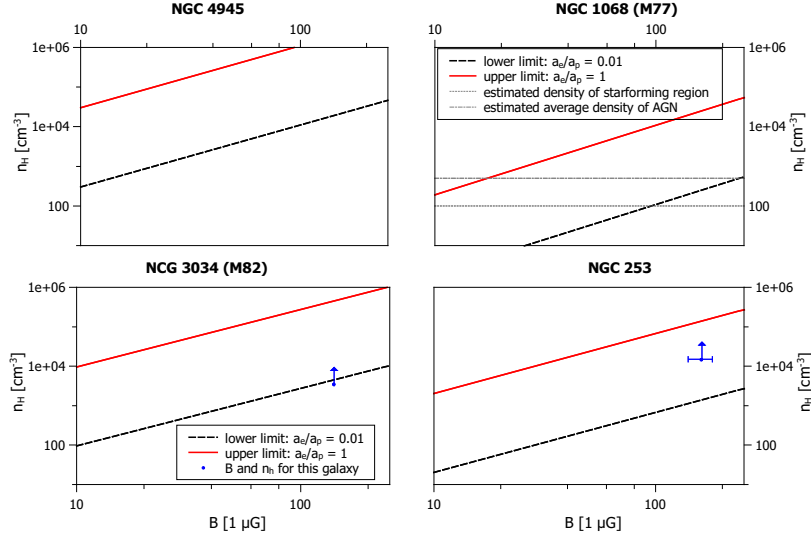 NGC 4945
NGC 1068 (M77)
10
100
10
100
1e+06
1e+04
100
n_H [cm^-3]
lower limit: a_e/a_p = 0.01
upper limit: a_e/a_p = 1
estimated density of starforming region
estimated average density of AGN
1e+06
1e+04
100
n_H [cm^-3]
NCG 3034 (M82)
NGC 253
1e+06
1e+04
100
n_H [cm^-3]
lower limit: a_e/a_p = 0.01
upper limit: a_e/a_p = 1
B and n_h for this galaxy
1e+06
1e+04
100
n_H [cm^-3]
10
100
10
100
B [1 µG]
B [1 µG]